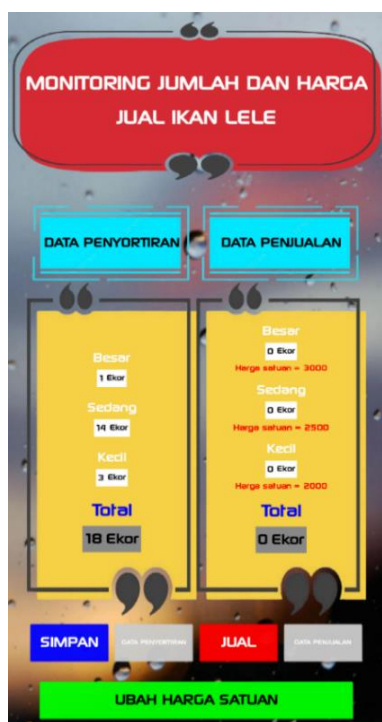 MONITORING JUMLAH DAN HARGA
JUAL IKAN LELE
DATA PENYORTIRAN
DATA PENJUALAN
Besar
1 Ekor
Sedang
14 Ekor
Kecil
3 Ekor
Total
18 Ekor
Besar
0 Ekor
Harga satuan = 3000
Sedang
0 Ekor
Harga satuan = 2500
Kecil
0 Ekor
Harga satuan = 2000
Total
0 Ekor
SIMPAN
DATA PENYORTIRAN
JUAL
DATA PENJUALAN
UBAH HARGA SATUAN